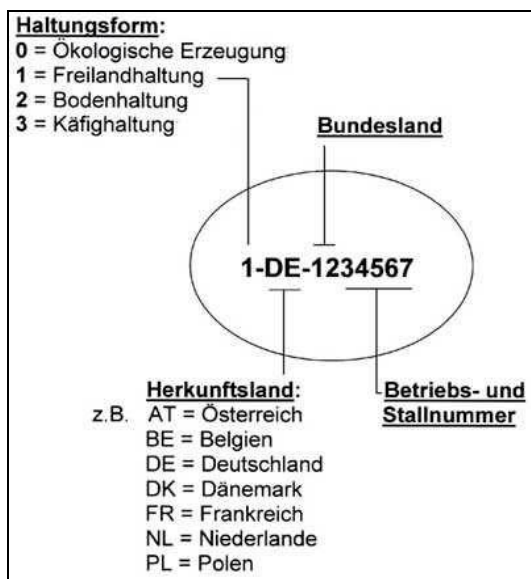 Haltungsform:
0 = Ökologische Erzeugung
1 = Freilandhaltung
2 = Bodenhaltung
3 = Käfighaltung
Bundesland
1-DE-1234567
Herkunftsland:
z.B. AT = Österreich
BE = Belgien
DE = Deutschland
DK = Dänemark
FR = Frankreich
NL = Niederlande
PL = Polen
Betriebs- und
Stallnummer